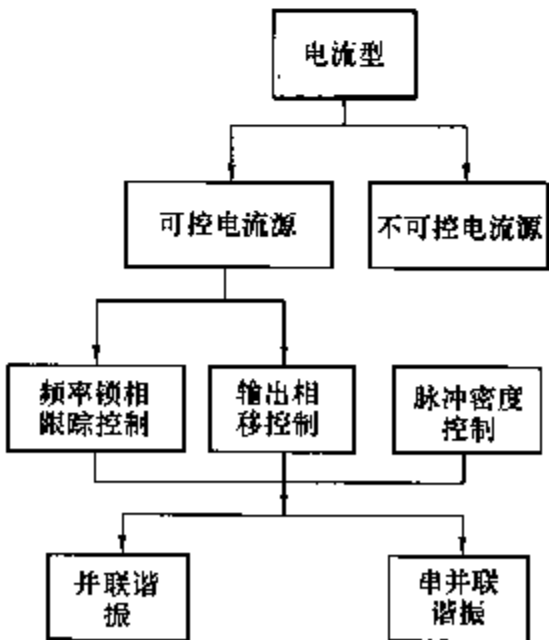 电流型
可控电流源
不可控电流源
频率锁相
跟踪控制
输出相
移控制
脉冲密度
控制
并联谐
振
串并联
谐振